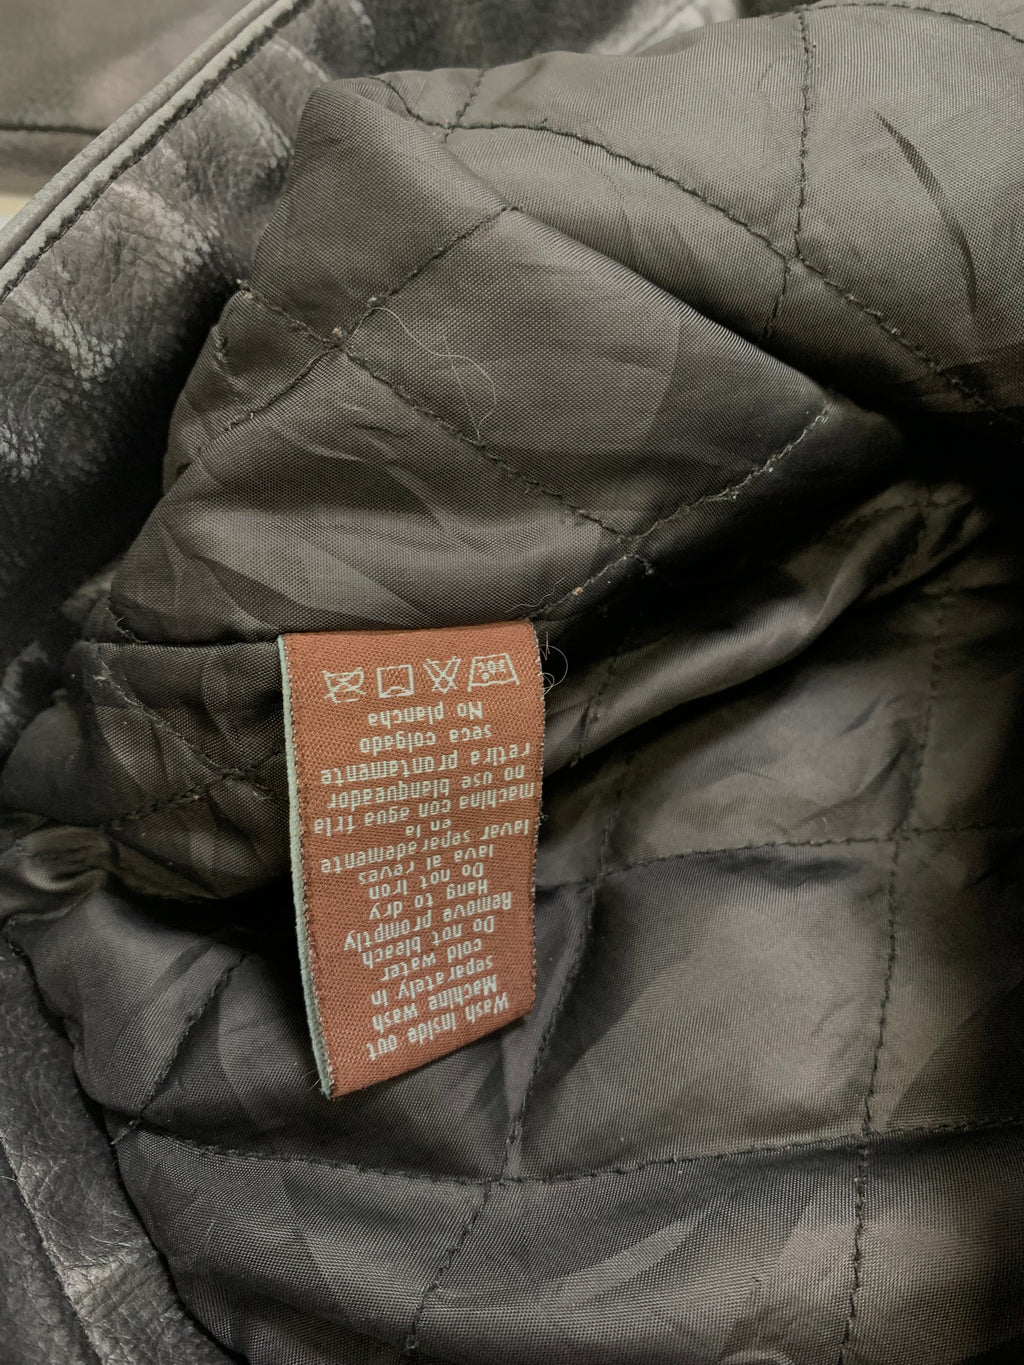 Wash inside out
Machine wash
separately in
cold water
Do not bleach
Remove promptly
Hang to dry
Do not iron
lava al reves
lavar separademente
en la
machina con agua fria
no use blanqueador
retira prontamente
seca colgado
No plancha
110C